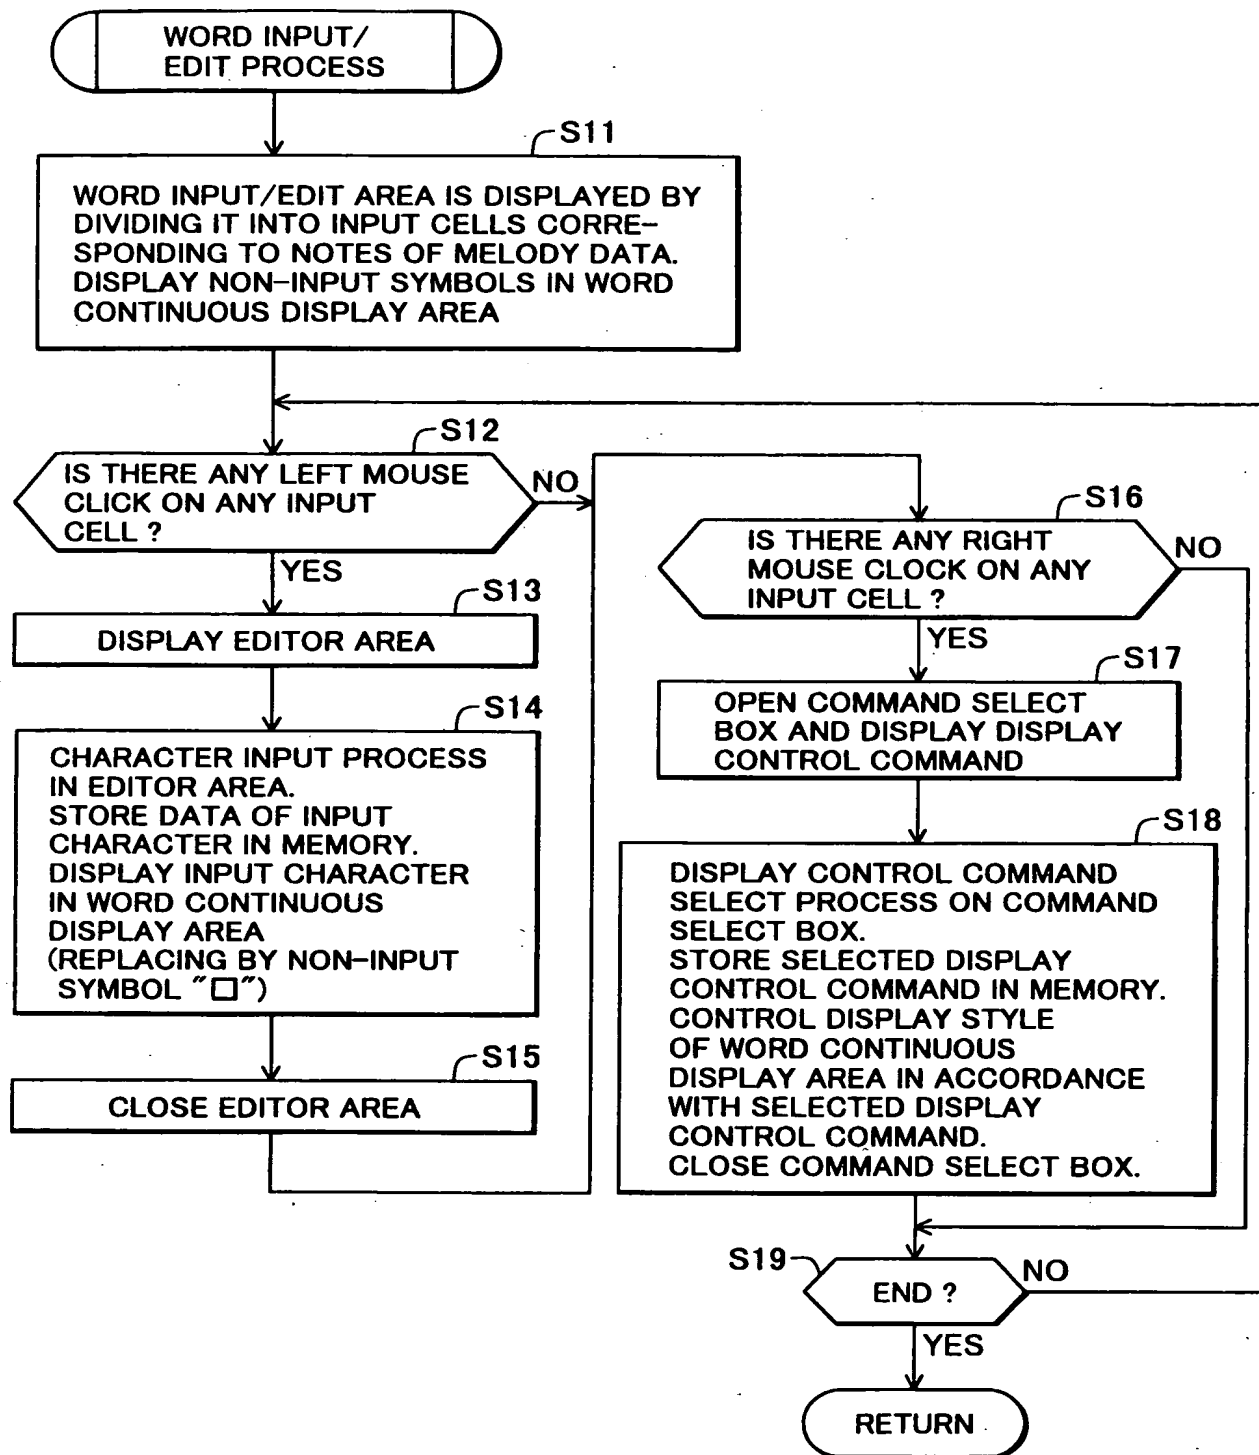 WORD INPUT/
EDIT PROCESS
S11
WORD INPUT/EDIT AREA IS DISPLAYED BY
DIVIDING IT INTO INPUT CELLS CORRE-
SPONDING TO NOTES OF MELODY DATA.
DISPLAY NON-INPUT SYMBOLS IN WORD
CONTINUOUS DISPLAY AREA
S12
IS THERE ANY LEFT MOUSE
CLICK ON ANY INPUT
CELL ?
NO
YES
S13
DISPLAY EDITOR AREA
S14
CHARACTER INPUT PROCESS
IN EDITOR AREA.
STORE DATA OF INPUT
CHARACTER IN MEMORY.
DISPLAY INPUT CHARACTER
IN WORD CONTINUOUS
DISPLAY AREA
(REPLACING BY NON-INPUT
SYMBOL "□")
S15
CLOSE EDITOR AREA
S16
IS THERE ANY RIGHT
MOUSE CLOCK ON ANY
INPUT CELL ?
NO
YES
S17
OPEN COMMAND SELECT
BOX AND DISPLAY DISPLAY
CONTROL COMMAND
S18
DISPLAY CONTROL COMMAND
SELECT PROCESS ON COMMAND
SELECT BOX.
STORE SELECTED DISPLAY
CONTROL COMMAND IN MEMORY.
CONTROL DISPLAY STYLE
OF WORD CONTINUOUS
DISPLAY AREA IN ACCORDANCE
WITH SELECTED DISPLAY
CONTROL COMMAND.
CLOSE COMMAND SELECT BOX.
S19
END ?
NO
YES
RETURN